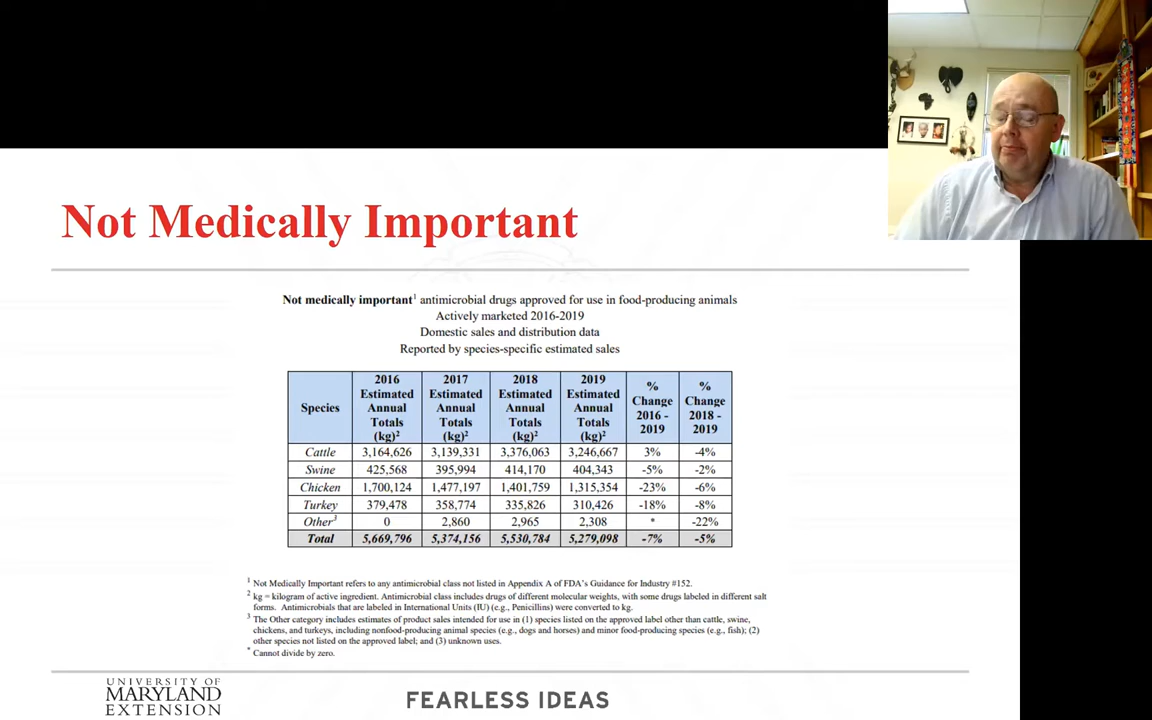 Not Medically Important
Not medically important¹ antimicrobial drugs approved for use in food-producing animals
Actively marketed 2016-2019
Domestic sales and distribution data
Reported by species-specific estimated sales
Species 2016 Estimated Annual Totals (kg)² 2017 Estimated Annual Totals (kg)² 2018 Estimated Annual Totals (kg)² 2019 Estimated Annual Totals (kg)² % Change 2016 - 2019 % Change 2018 - 2019
Cattle 3,164,626 3,139,331 3,376,063 3,246,667 3% -4%
Swine 425,568 395,994 414,170 404,343 -5% -2%
Chicken 1,700,124 1,477,197 1,401,759 1,315,354 -23% -6%
Turkey 379,478 358,774 335,826 310,426 -18% -8%
Other³ 0 2,860 2,965 2,308 * -22%
Total 5,669,796 5,374,156 5,530,784 5,279,098 -7% -5%
¹ Not Medically Important refers to any antimicrobial class not listed in Appendix A of FDA's Guidance for Industry #152.
² kg = kilogram of active ingredient. Antimicrobial class includes drugs of different molecular weights, with some drugs labeled in different salt
forms. Antimicrobials that are labeled in International Units (IU) (e.g., Penicillins) were converted to kg.
³ The Other category includes estimates of product sales intended for use in (1) species listed on the approved label other than cattle, swine,
chickens, and turkeys, including nonfood-producing animal species (e.g., dogs and horses) and minor food-producing species (e.g., fish); (2)
other species not listed on the approved label; and (3) unknown uses.
* Cannot divide by zero.
UNIVERSITY OF
MARYLAND
EXTENSION
FEARLESS IDEAS